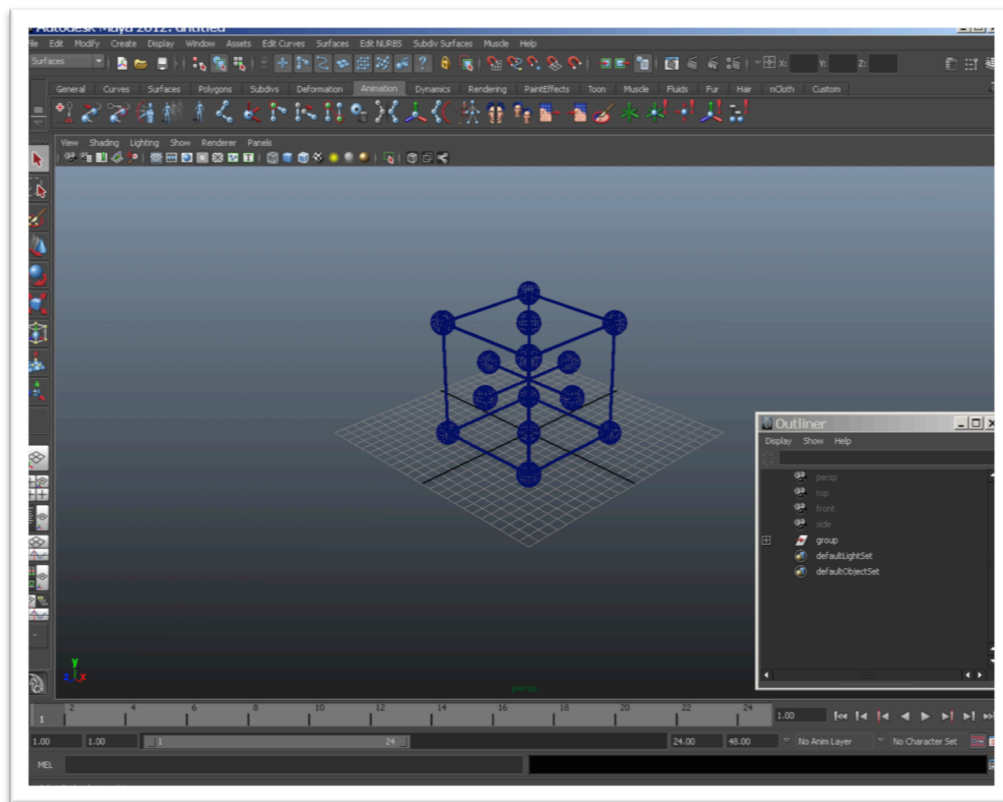 Autodesk Maya 2012: untitled
File Edit Modify Create Display Window Assets Edit Curves Surfaces Edit NURBS Subdiv Surfaces Muscle Help
Surfaces X: Y: Z:
General Curves Surfaces Polygons Subdivs Deformation Animation Dynamics Rendering PaintEffects Toon Muscle Fluids Fur Hair nCloth Custom
View Shading Lighting Show Renderer Panels
Outliner
Display Show Help
persp
top
front
side
group
defaultLightSet
defaultObjectSet
y
z x
persp
1 2 4 6 8 10 12 14 16 18 20 22 24 1.00
1.00 1.00 1 24 24.00 48.00 No Anim Layer No Character Set
MEL